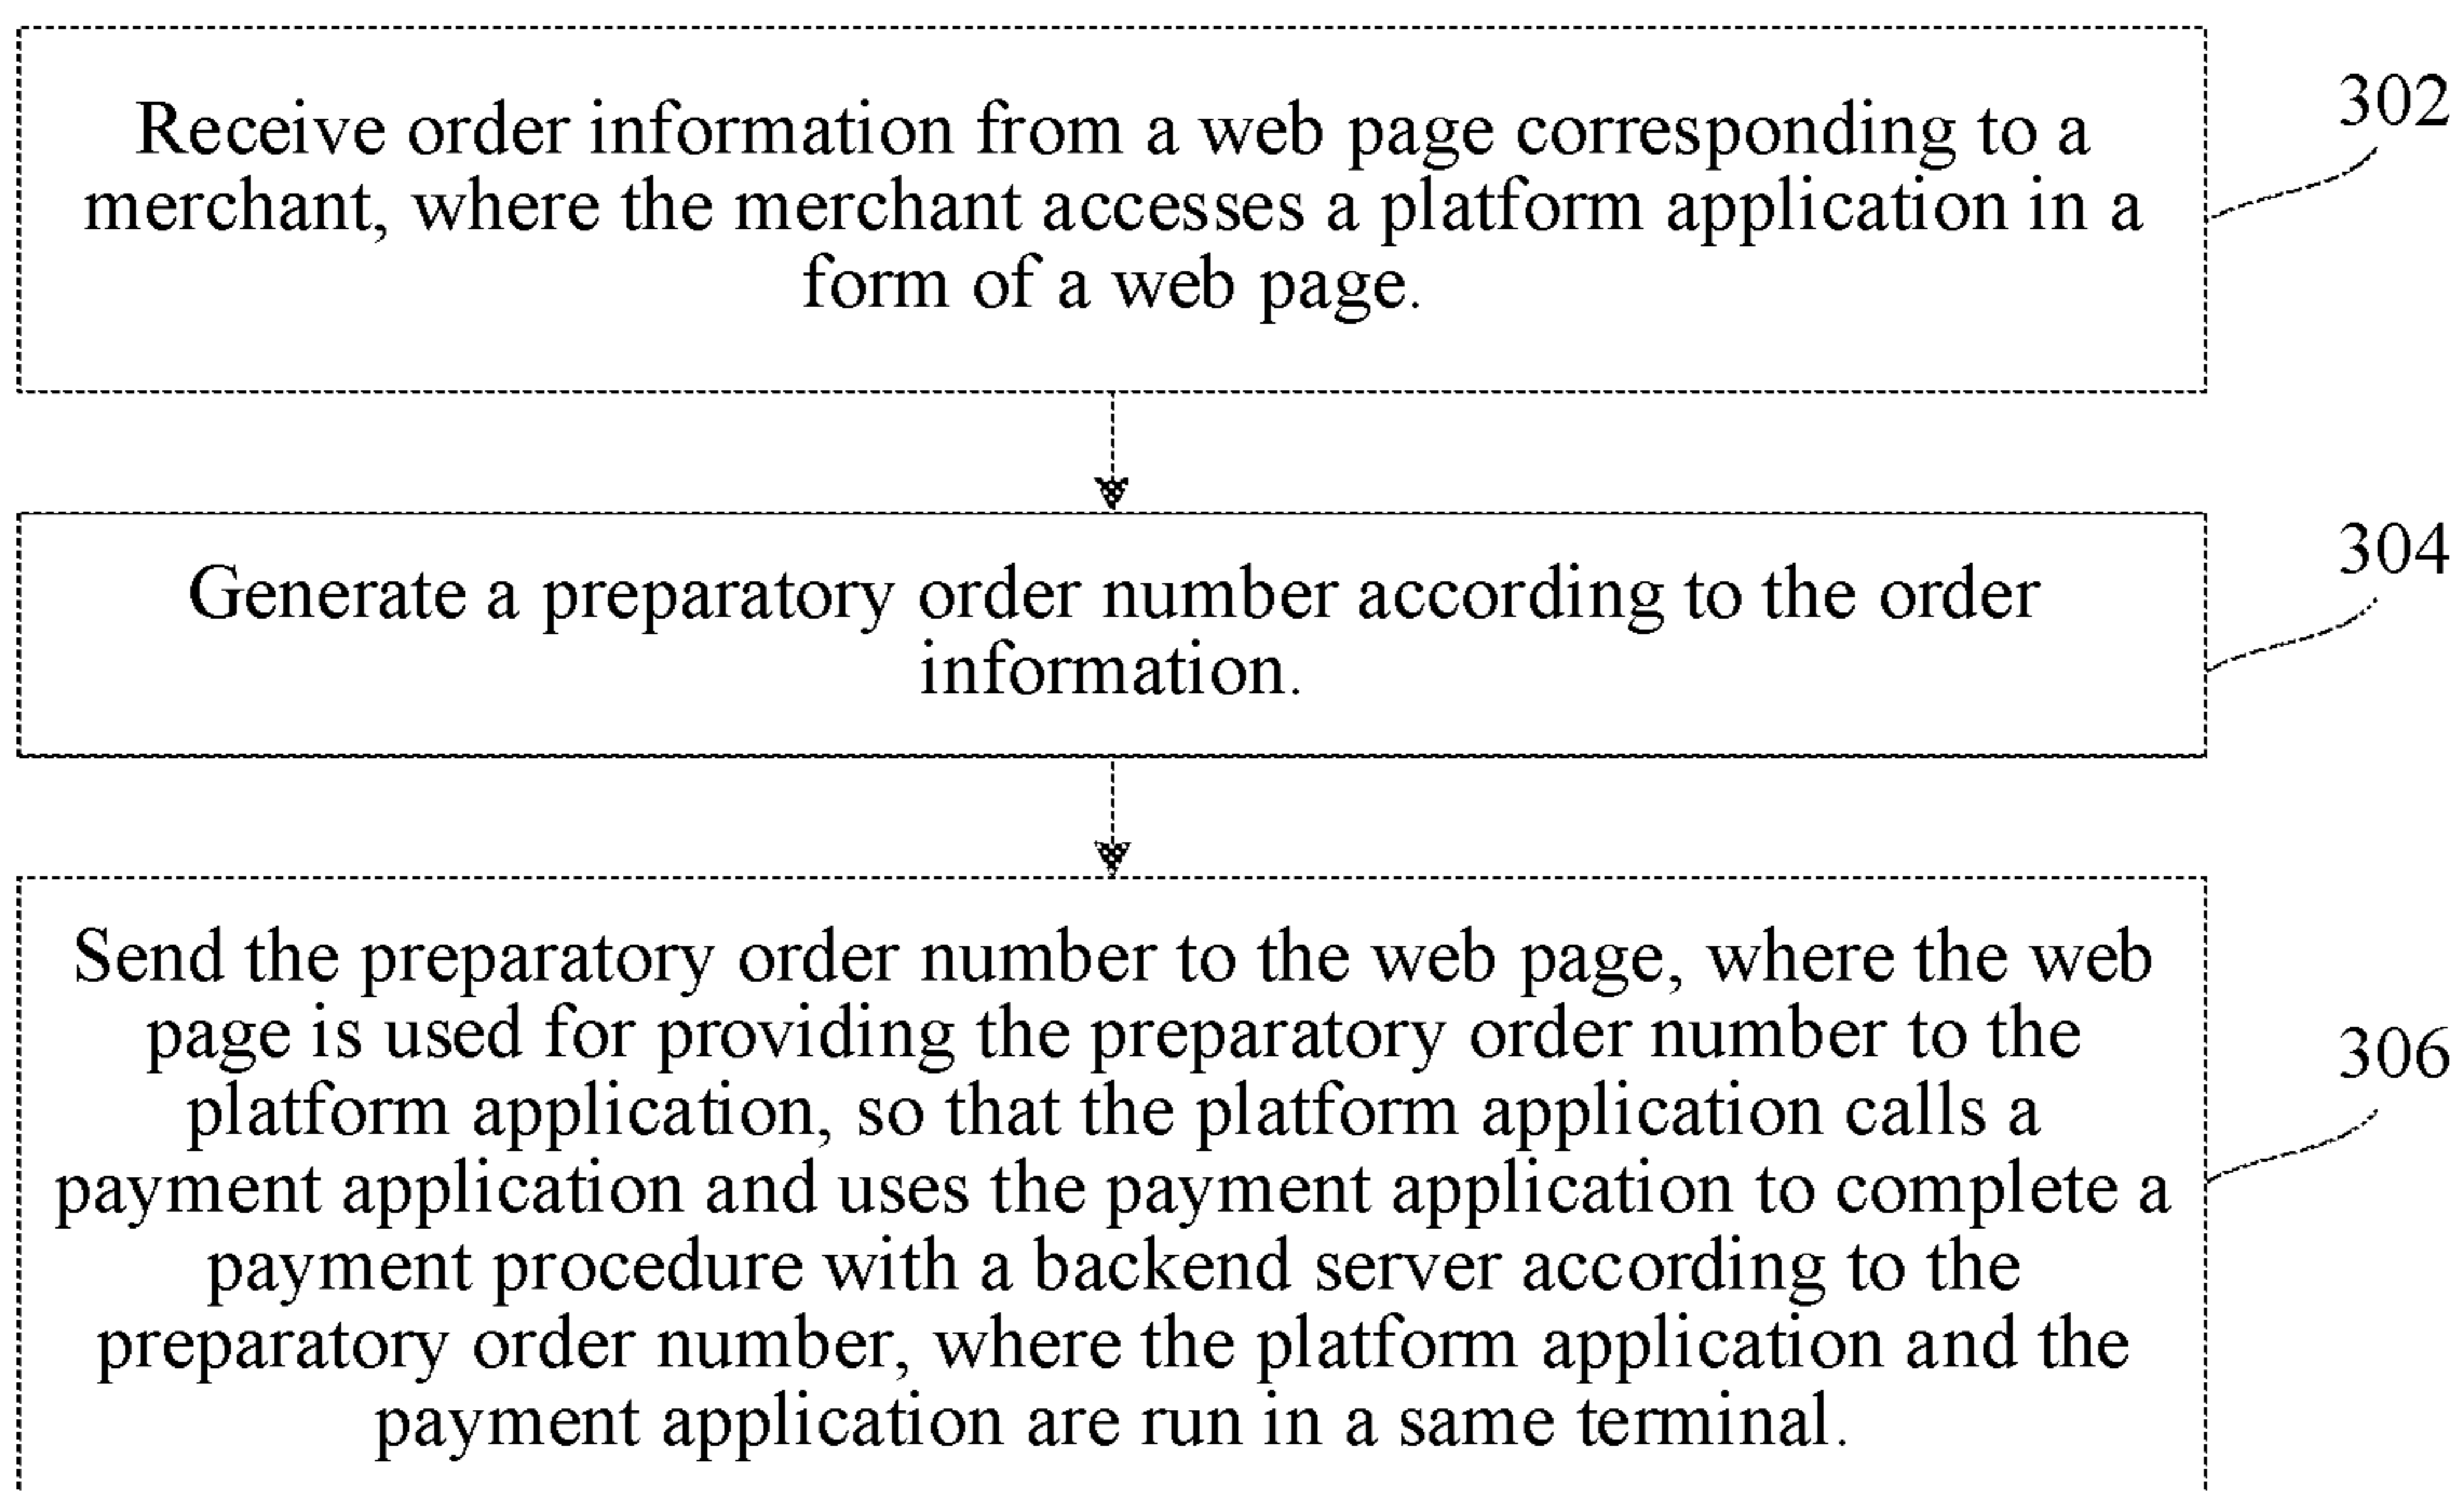 Receive order information from a web page corresponding to a
merchant, where the merchant accesses a platform application in a
form of a web page.
302
Generate a preparatory order number according to the order
information.
304
Send the preparatory order number to the web page, where the web
page is used for providing the preparatory order number to the
platform application, so that the platform application calls a
payment application and uses the payment application to complete a
payment procedure with a backend server according to the
preparatory order number, where the platform application and the
payment application are run in a same terminal.
306